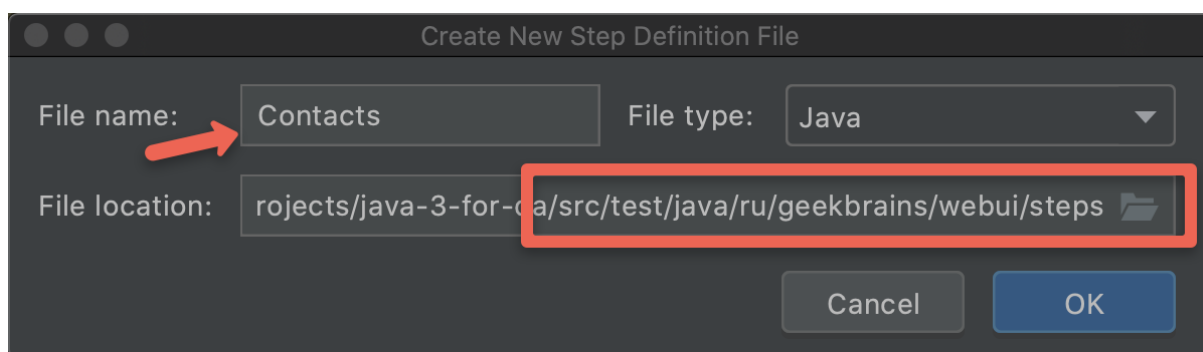 Create New Step Definition File
File name: Contacts File type: Java
File location: rojects/java-3-for-qa/src/test/java/ru/geekbrains/webui/steps
Cancel OK